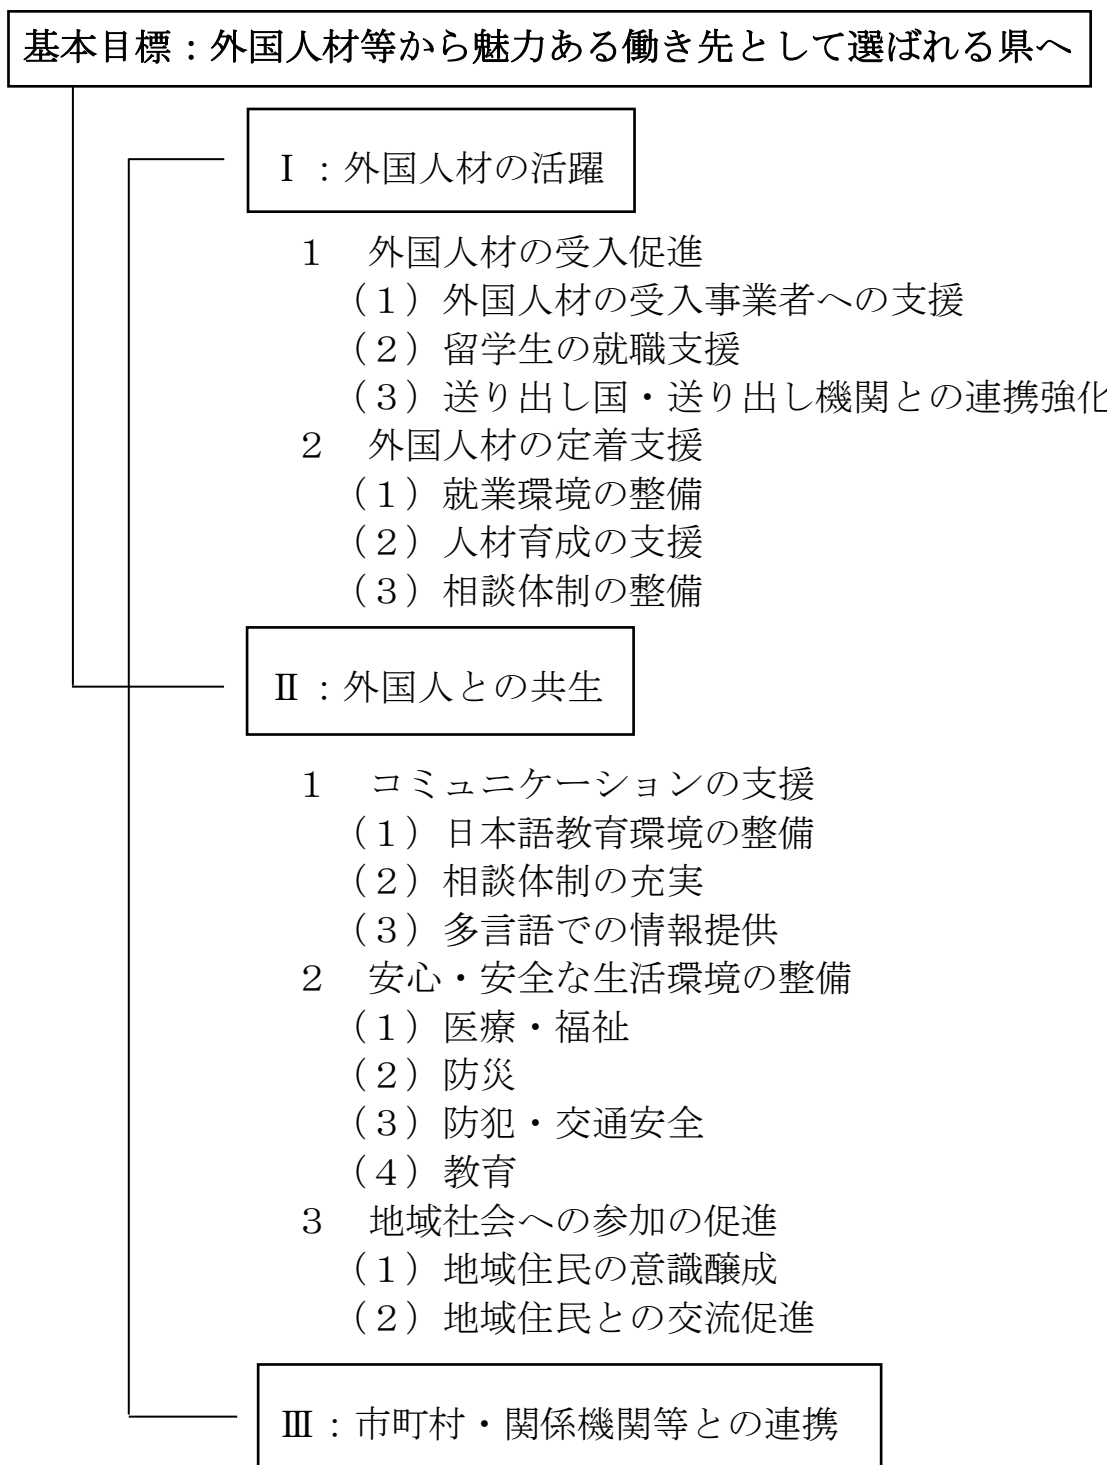 基本目標：外国人材等から魅力ある働き先として選ばれる県へ
Ⅰ：外国人材の活躍
１　外国人材の受入促進
（１）外国人材の受入事業者への支援
（２）留学生の就職支援
（３）送り出し国・送り出し機関との連携強化
２　外国人材の定着支援
（１）就業環境の整備
（２）人材育成の支援
（３）相談体制の整備
Ⅱ：外国人との共生
１　コミュニケーションの支援
（１）日本語教育環境の整備
（２）相談体制の充実
（３）多言語での情報提供
２　安心・安全な生活環境の整備
（１）医療・福祉
（２）防災
（３）防犯・交通安全
（４）教育
３　地域社会への参加の促進
（１）地域住民の意識醸成
（２）地域住民との交流促進
Ⅲ：市町村・関係機関等との連携